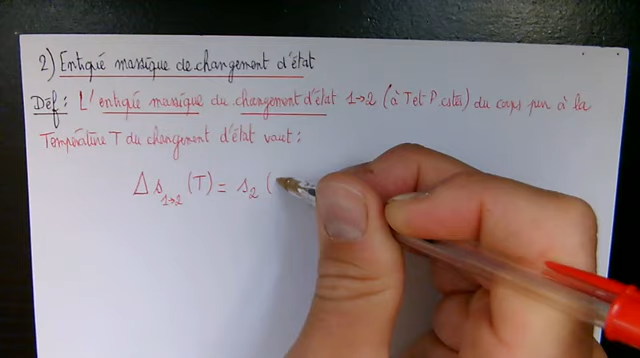 2) Entropie massique de changement d'état
Déf : L'entropie massique du changement d'état 1→2 (à T et P cstes) du corps pur à la
Température T du changement d'état vaut :
Δs₁→₂ (T) = s₂ (